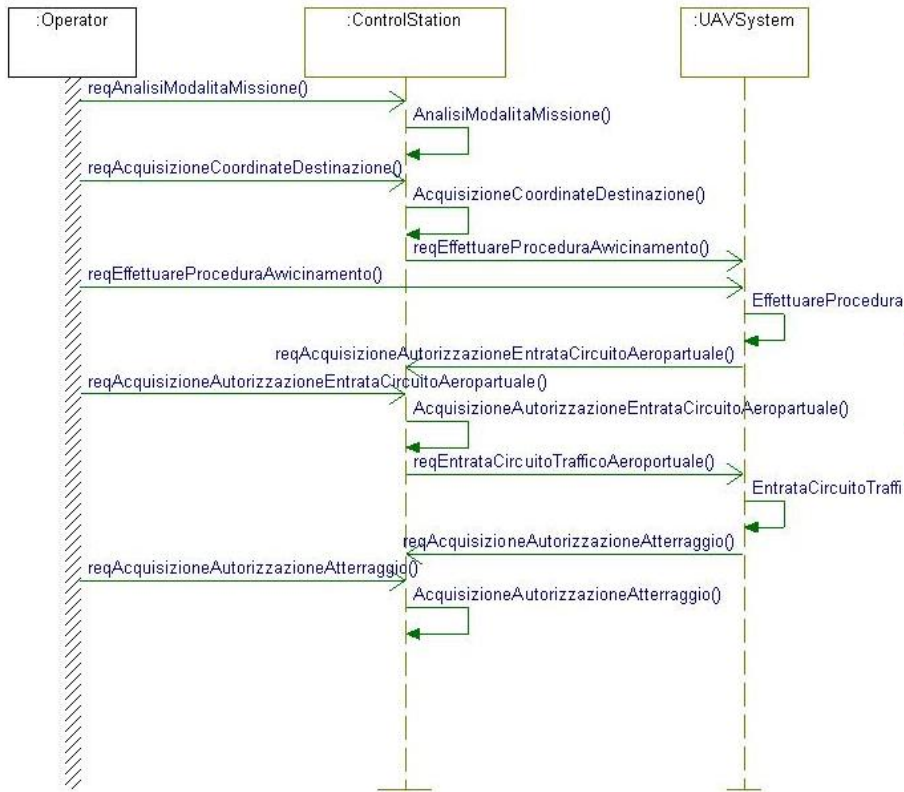 :Operator
:ControlStation
:UAVSystem
reqAnalisiModalitaMissione()
AnalisiModalitaMissione()
reqAcquisizioneCoordinateDestinazione()
AcquisizioneCoordinateDestinazione()
reqEffettuareProceduraAwicinamento()
reqEffettuareProceduraAwicinamento()
EffettuareProcedura
reqAcquisizioneAutorizzazioneEntrataCircuitoAeropartuale()
reqAcquisizioneAutorizzazioneEntrataCircuitoAeropartuale()
AcquisizioneAutorizzazioneEntrataCircuitoAeropartuale()
reqEntrataCircuitoTrafficoAeroportuale()
EntrataCircuitoTraffi
reqAcquisizioneAutorizzazioneAtterraggio()
reqAcquisizioneAutorizzazioneAtterraggio()
AcquisizioneAutorizzazioneAtterraggio()